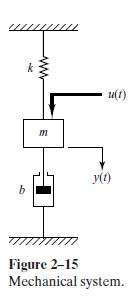 k
u(t)
m
y(t)
b
Figure 2–15
Mechanical system.